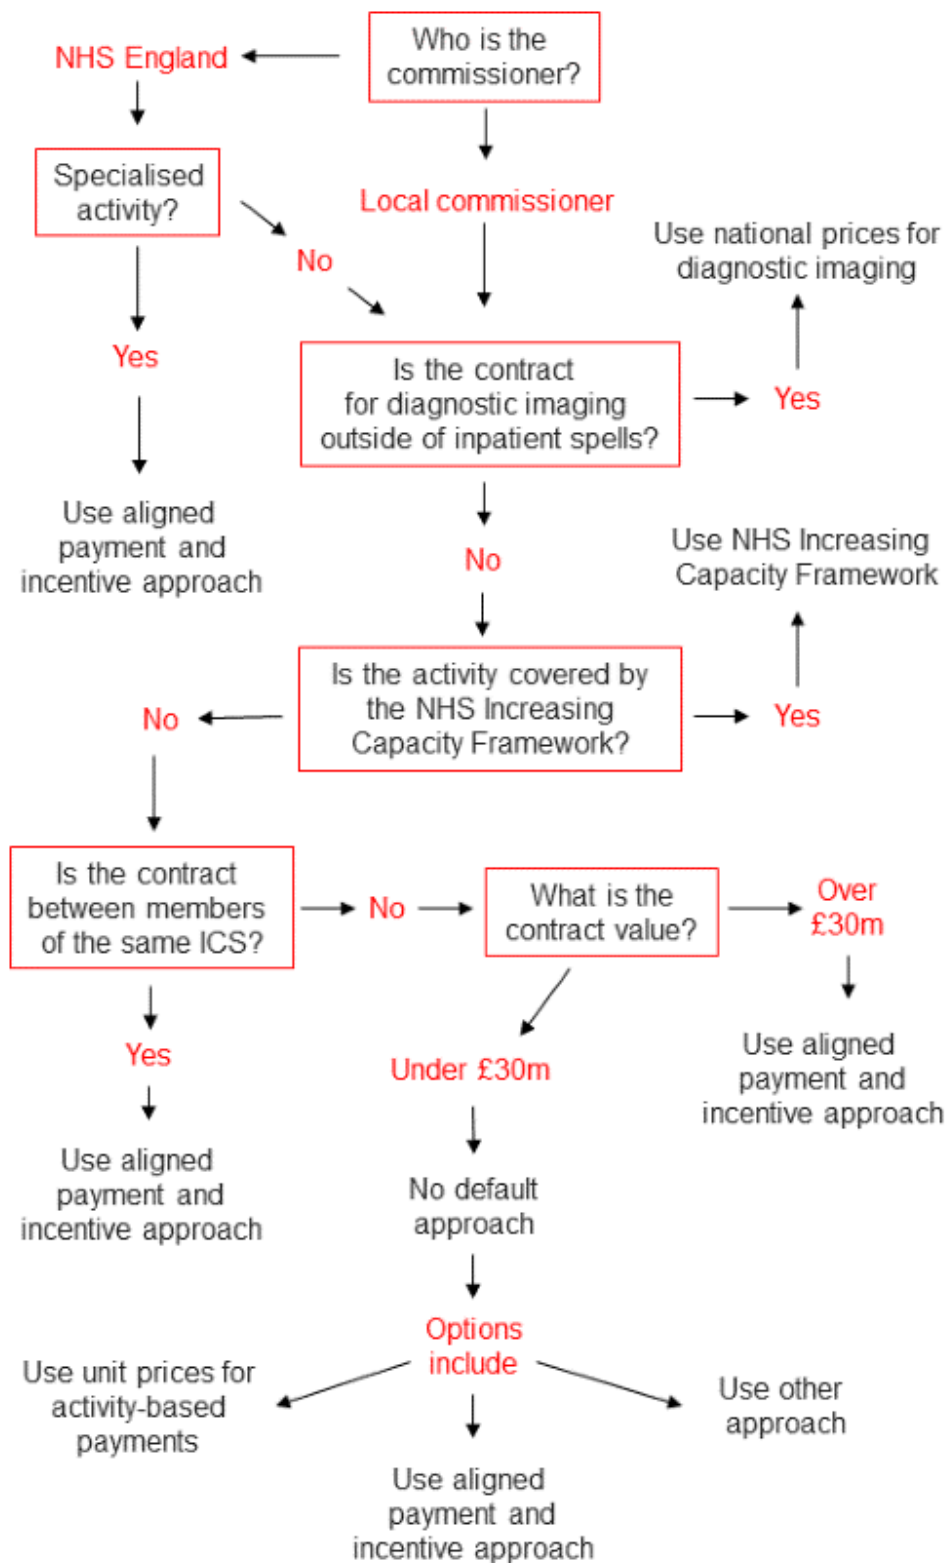 Who is the
commissioner?
NHS England
Specialised
activity?
Local commissioner
No
Use national prices for
diagnostic imaging
Yes
Is the contract
for diagnostic imaging
outside of inpatient spells?
Yes
Use aligned
payment and
incentive approach
No
Use NHS Increasing
Capacity Framework
Is the activity covered by
the NHS Increasing
Capacity Framework?
Yes
No
Is the contract
between members
of the same ICS?
No
What is the
contract value?
Over
£30m
Yes
Under £30m
Use aligned
payment and
incentive approach
Use aligned
payment and
incentive approach
No default
approach
Options
include
Use unit prices for
activity-based
payments
Use other
approach
Use aligned
payment and
incentive approach